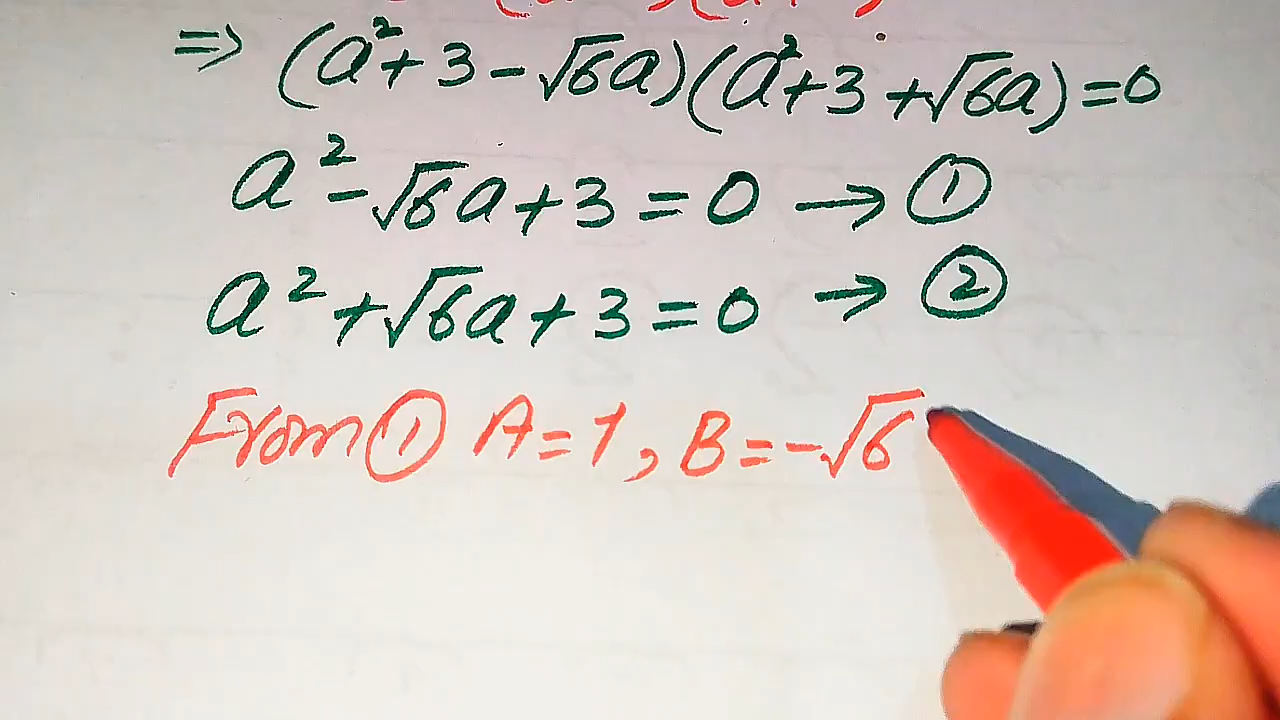 ⇒ (a²+3-√6a)(a²+3+√6a)=0
a²-√6a+3=0 → ①
a²+√6a+3=0 → ②
From ① A=1, B=-√6